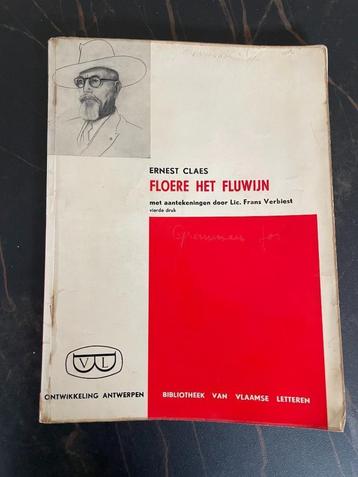 ERNEST CLAES
FLOERE HET FLUWIJN
met aantekeningen door Lic. Frans Verbiest
vierde druk
VL
ONTWIKKELING ANTWERPEN
BIBLIOTHEEK VAN VLAAMSE LETTEREN